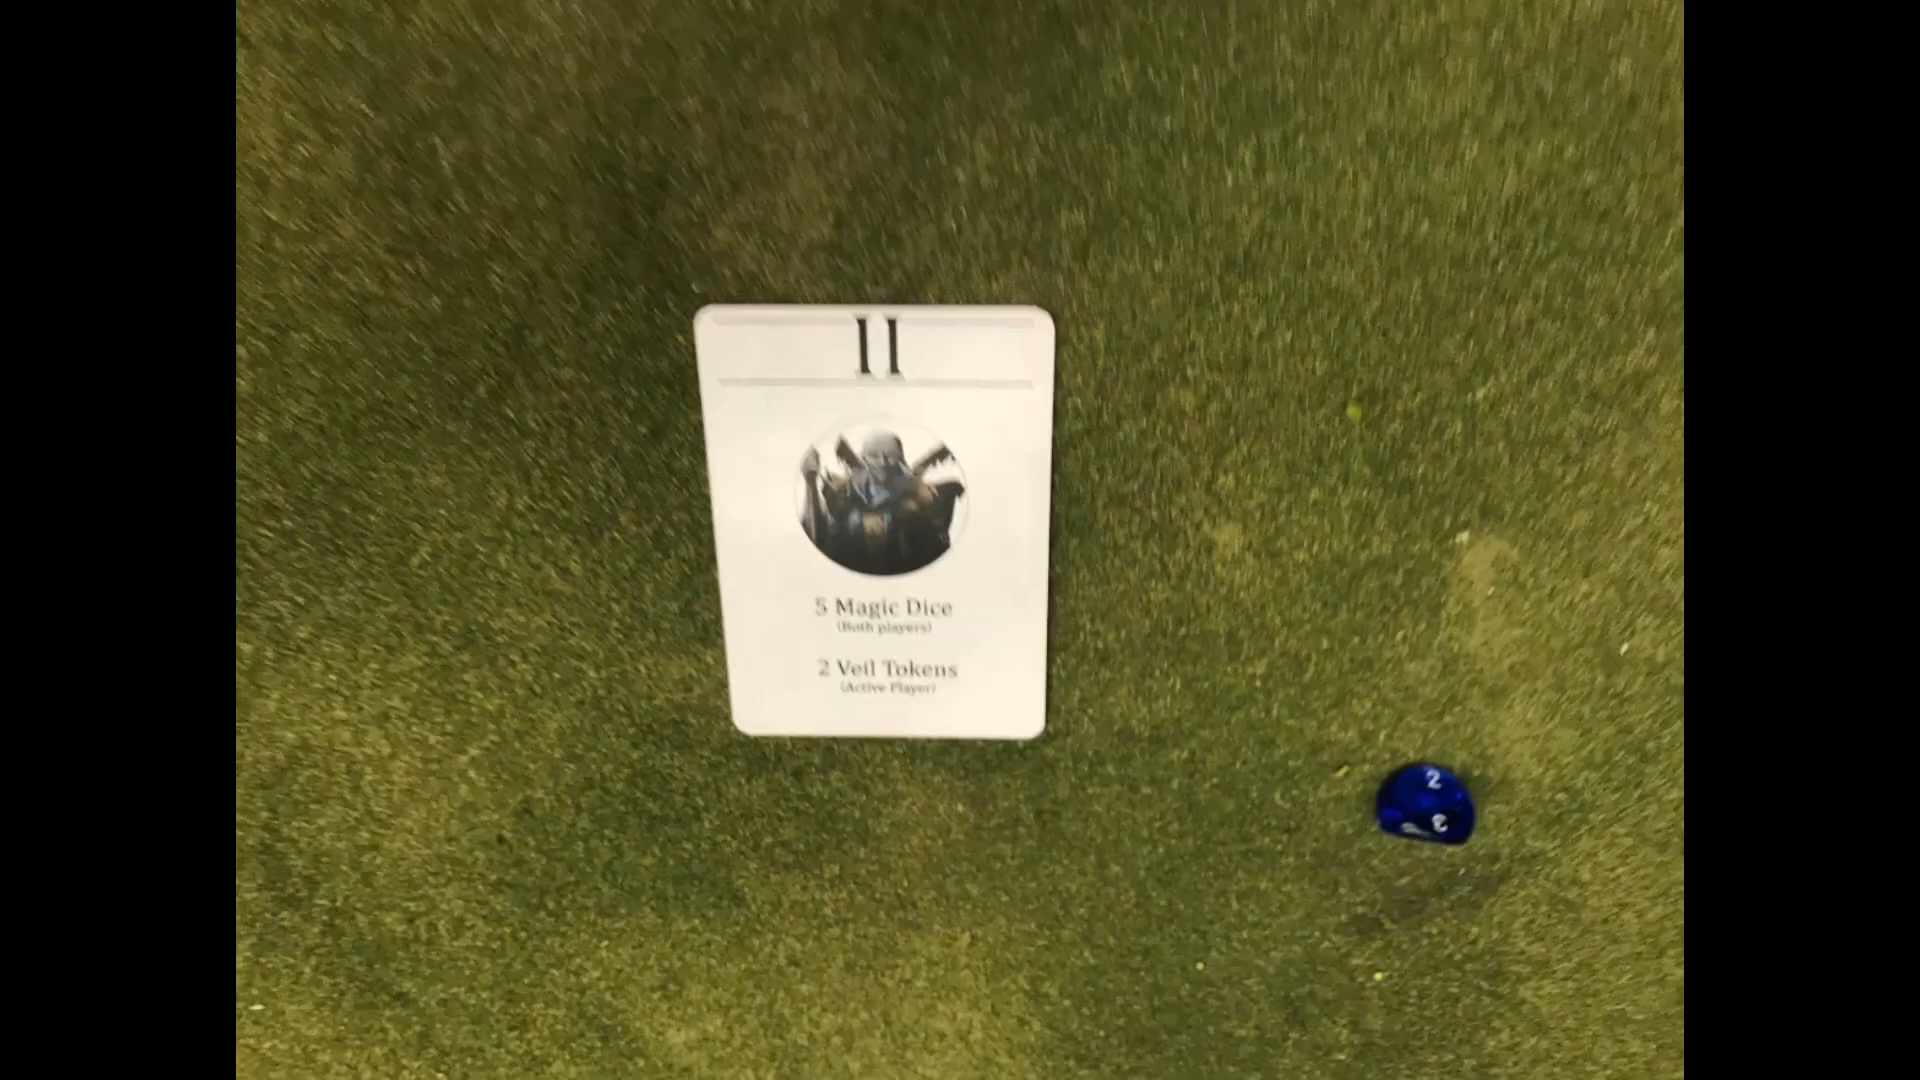 II
5 Magic Dice
(Both players)
2 Veil Tokens
(Active Player)
2
3